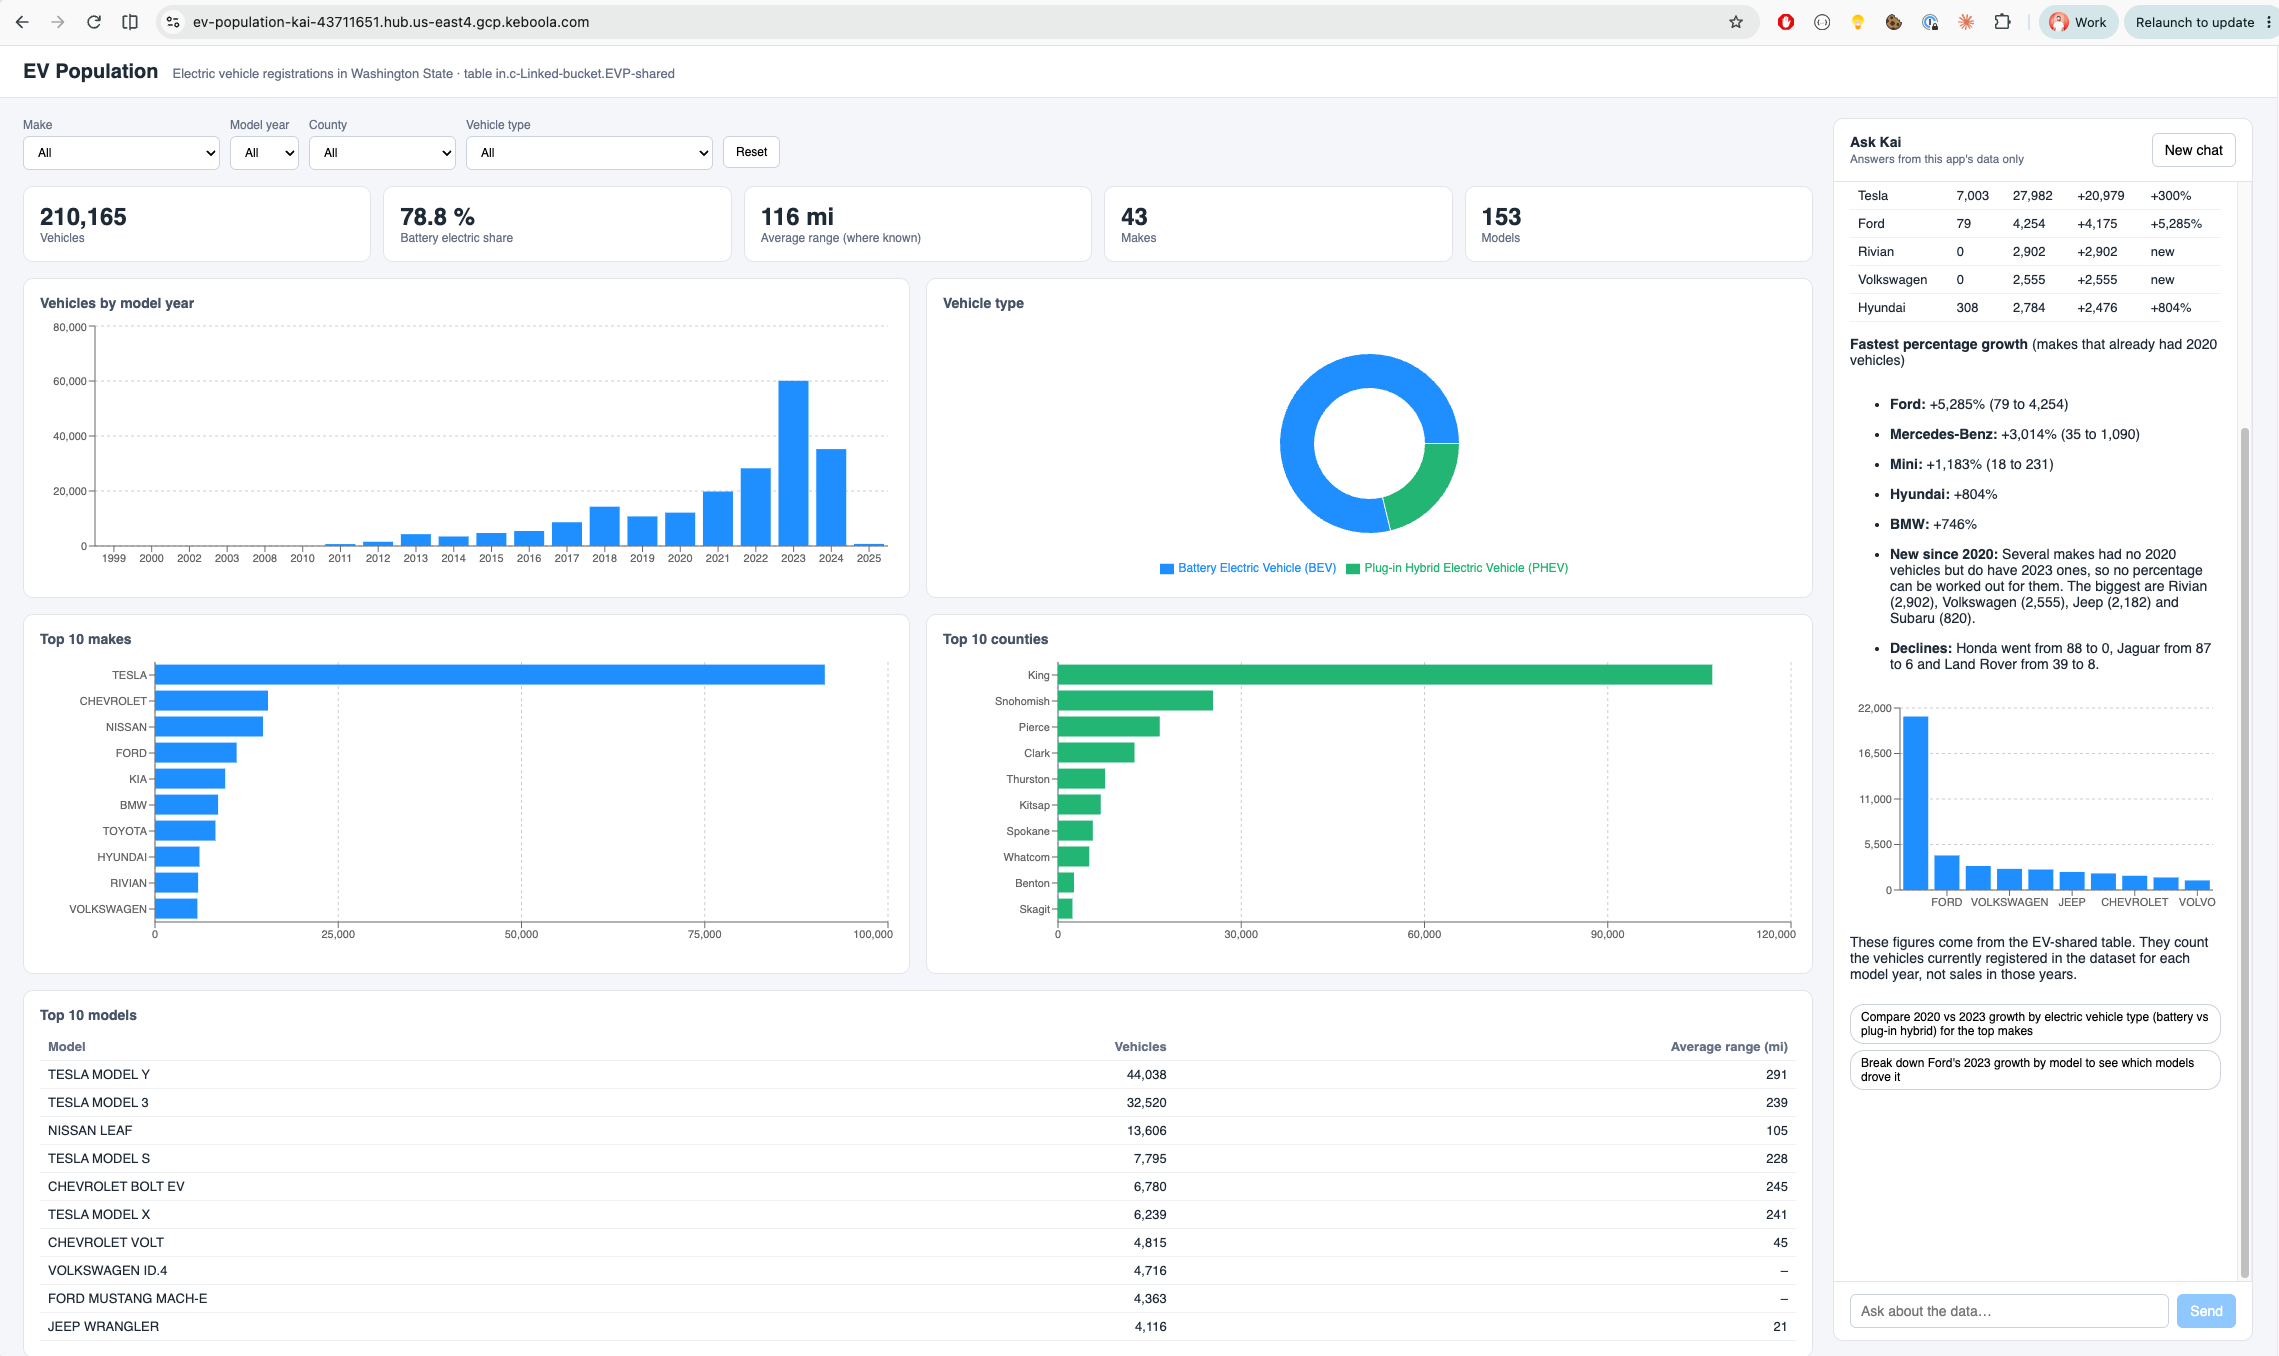 ev-population-kai-43711651.hub.us-east4.gcp.keboola.com
Work
Relaunch to update
EV Population
Electric vehicle registrations in Washington State · table in.c-Linked-bucket.EVP-shared
Make
Model year
County
Vehicle type
All
All
All
All
Reset
210,165
Vehicles
78.8 %
Battery electric share
116 mi
Average range (where known)
43
Makes
153
Models
Vehicles by model year
80,000
60,000
40,000
20,000
0
1999 2000 2002 2003 2008 2010 2011 2012 2013 2014 2015 2016 2017 2018 2019 2020 2021 2022 2023 2024 2025
Vehicle type
Battery Electric Vehicle (BEV)
Plug-in Hybrid Electric Vehicle (PHEV)
Top 10 makes
TESLA
CHEVROLET
NISSAN
FORD
KIA
BMW
TOYOTA
HYUNDAI
RIVIAN
VOLKSWAGEN
0 25,000 50,000 75,000 100,000
Top 10 counties
King
Snohomish
Pierce
Clark
Thurston
Kitsap
Spokane
Whatcom
Benton
Skagit
0 30,000 60,000 90,000 120,000
Top 10 models
Model Vehicles Average range (mi)
TESLA MODEL Y 44,038 291
TESLA MODEL 3 32,520 239
NISSAN LEAF 13,606 105
TESLA MODEL S 7,795 228
CHEVROLET BOLT EV 6,780 245
TESLA MODEL X 6,239 241
CHEVROLET VOLT 4,815 45
VOLKSWAGEN ID.4 4,716 –
FORD MUSTANG MACH-E 4,363 –
JEEP WRANGLER 4,116 21
Ask Kai
Answers from this app's data only
New chat
Tesla 7,003 27,982 +20,979 +300%
Ford 79 4,254 +4,175 +5,285%
Rivian 0 2,902 +2,902 new
Volkswagen 0 2,555 +2,555 new
Hyundai 308 2,784 +2,476 +804%
Fastest percentage growth (makes that already had 2020
vehicles)
• Ford: +5,285% (79 to 4,254)
• Mercedes-Benz: +3,014% (35 to 1,090)
• Mini: +1,183% (18 to 231)
• Hyundai: +804%
• BMW: +746%
• New since 2020: Several makes had no 2020
vehicles but do have 2023 ones, so no percentage
can be worked out for them. The biggest are Rivian
(2,902), Volkswagen (2,555), Jeep (2,182) and
Subaru (820).
• Declines: Honda went from 88 to 0, Jaguar from 87
to 6 and Land Rover from 39 to 8.
22,000
16,500
11,000
5,500
0
FORD VOLKSWAGEN JEEP CHEVROLET VOLVO
These figures come from the EV-shared table. They count
the vehicles currently registered in the dataset for each
model year, not sales in those years.
Compare 2020 vs 2023 growth by electric vehicle type (battery vs
plug-in hybrid) for the top makes
Break down Ford's 2023 growth by model to see which models
drove it
Ask about the data…
Send